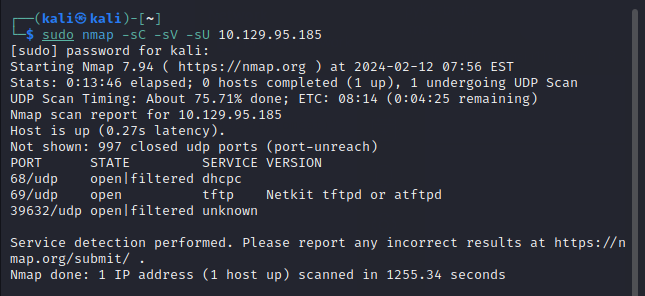 ┌──(kali㉿kali)-[~]
└─$ sudo nmap -sC -sV -sU 10.129.95.185
[sudo] password for kali:
Starting Nmap 7.94 ( https://nmap.org ) at 2024-02-12 07:56 EST
Stats: 0:13:46 elapsed; 0 hosts completed (1 up), 1 undergoing UDP Scan
UDP Scan Timing: About 75.71% done; ETC: 08:14 (0:04:25 remaining)
Nmap scan report for 10.129.95.185
Host is up (0.27s latency).
Not shown: 997 closed udp ports (port-unreach)
PORT      STATE         SERVICE VERSION
68/udp    open|filtered dhcpc
69/udp    open          tftp    Netkit tftpd or atftpd
39632/udp open|filtered unknown

Service detection performed. Please report any incorrect results at https://n
map.org/submit/ .
Nmap done: 1 IP address (1 host up) scanned in 1255.34 seconds